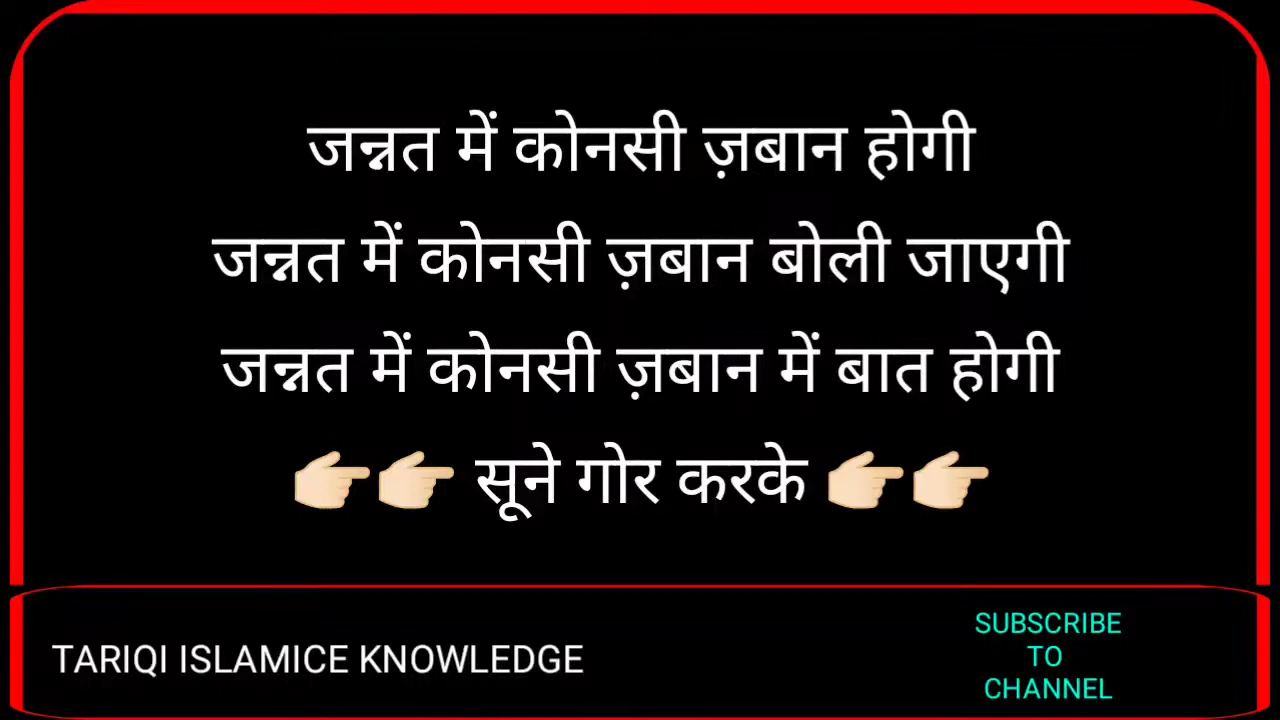 जन्नत में कोनसी ज़बान होगी
जन्नत में कोनसी ज़बान बोली जाएगी
जन्नत में कोनसी ज़बान में बात होगी
👉🏻👉🏻 सूने गोर करके 👉🏻👉🏻
TARIQI ISLAMICE KNOWLEDGE
SUBSCRIBE
TO
CHANNEL